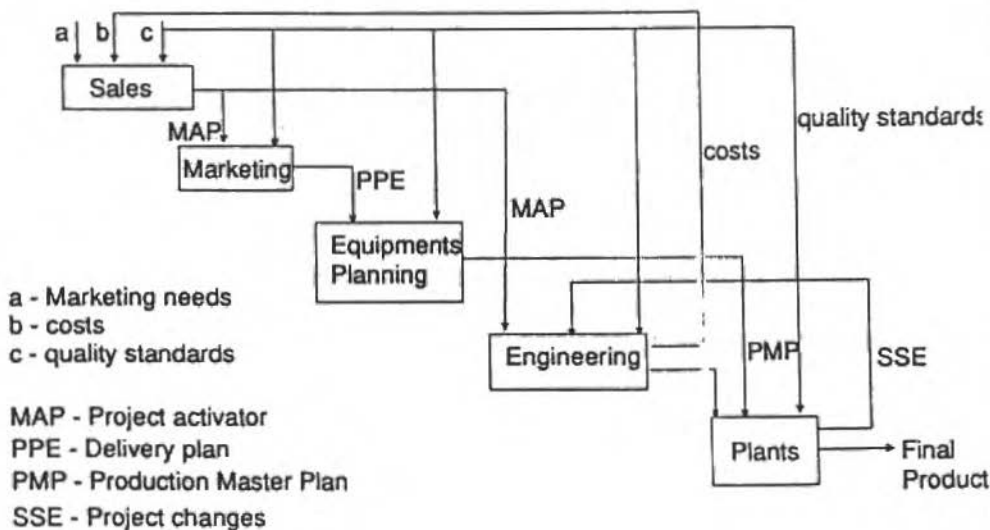 a b c
Sales
quality standards
MAP
costs
Marketing
PPE
MAP
Equipments
Planning
a - Marketing needs
b - costs
c - quality standards
Engineering
PMP
SSE
MAP - Project activator
PPE - Delivery plan
PMP - Production Master Plan
SSE - Project changes
Plants
Final
Product